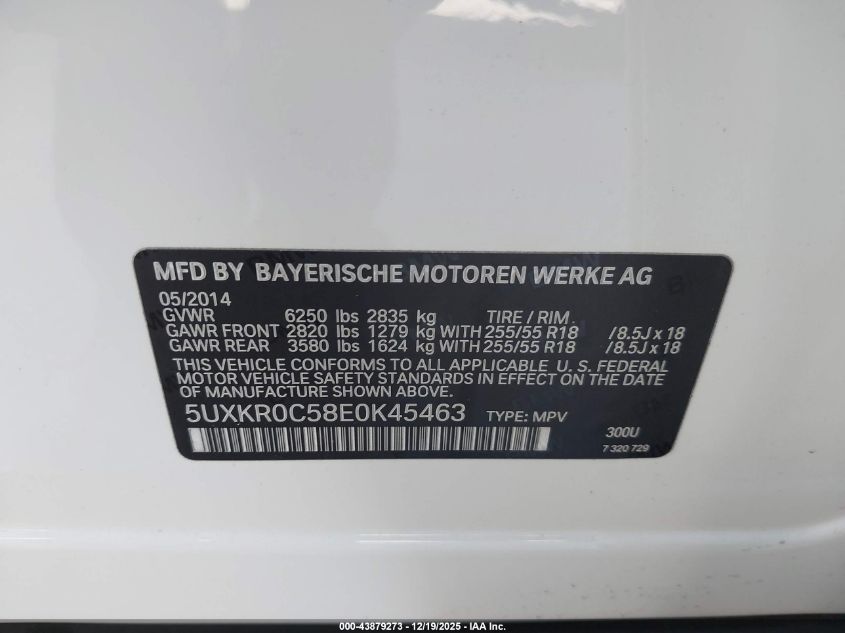 MFD BY BAYERISCHE MOTOREN WERKE AG
05/2014
GVWR 6250 lbs 2835 kg TIRE / RIM
GAWR FRONT 2820 lbs 1279 kg WITH 255/55 R18 /8.5J x 18
GAWR REAR 3580 lbs 1624 kg WITH 255/55 R18 /8.5J x 18
THIS VEHICLE CONFORMS TO ALL APPLICABLE U. S. FEDERAL
MOTOR VEHICLE SAFETY STANDARDS IN EFFECT ON THE DATE
OF MANUFACTURE SHOWN ABOVE.
5UXKR0C58E0K45463 TYPE: MPV
300U
7 320 729
000-43879273 - 12/19/2025 - IAA Inc.